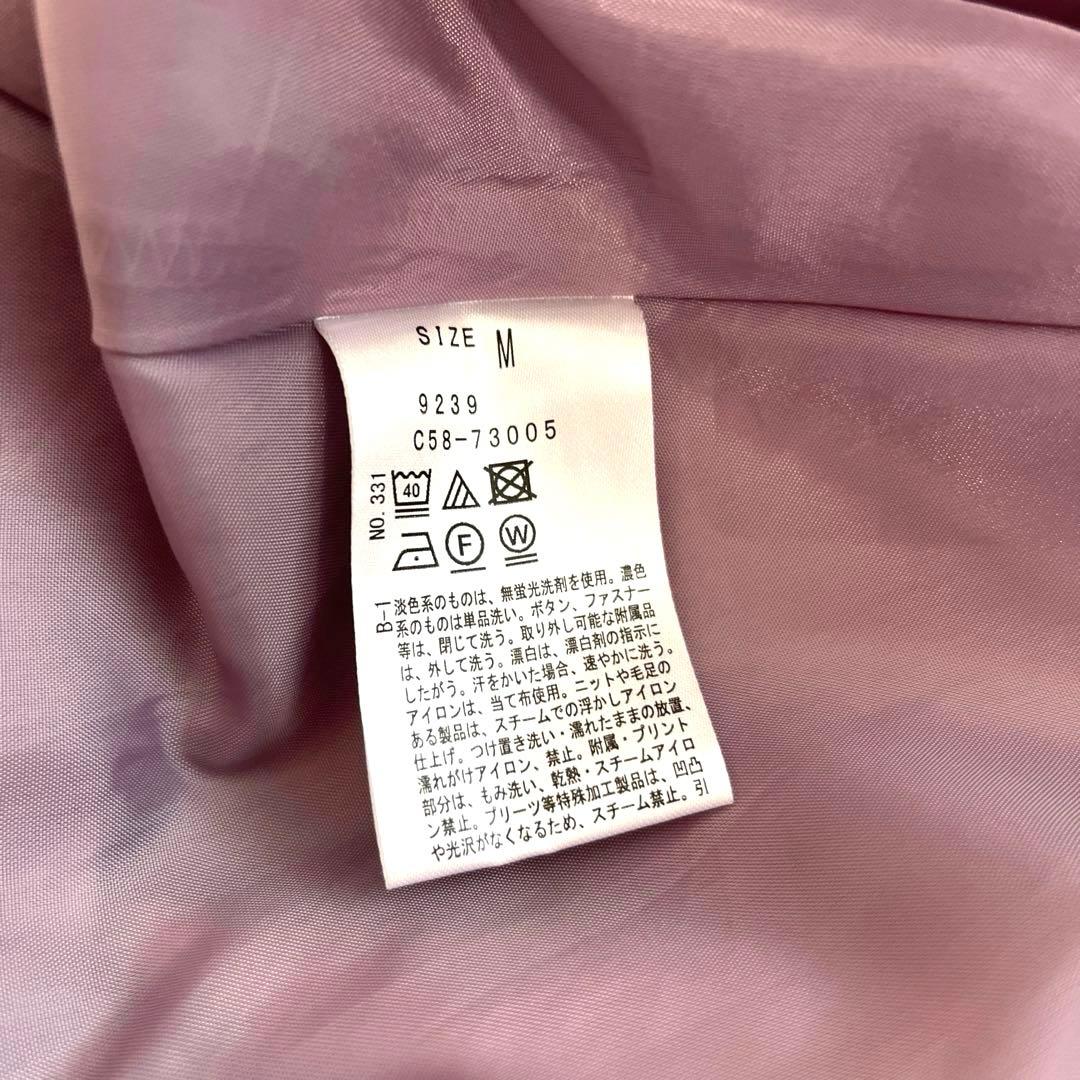 SIZE M
9239
C58-73005
NO. 331
40
F W
B-1
淡色系のものは、無蛍光洗剤を使用。濃色
系のものは単品洗い。ボタン、ファスナー
等は、閉じて洗う。取り外し可能な附属品
は、外して洗う。漂白は、漂白剤の指示に
したがう。汗をかいた場合、速やかに洗う。
アイロンは、当て布使用。ニットや毛足の
ある製品は、スチームでの浮かしアイロン
仕上げ。つけ置き洗い・濡れたままの放置、
濡れがけアイロン、禁止。附属・プリント
部分は、もみ洗い、乾熱・スチームアイロ
ン禁止。プリーツ等特殊加工製品は、凹凸
や光沢がなくなるため、スチーム禁止。引